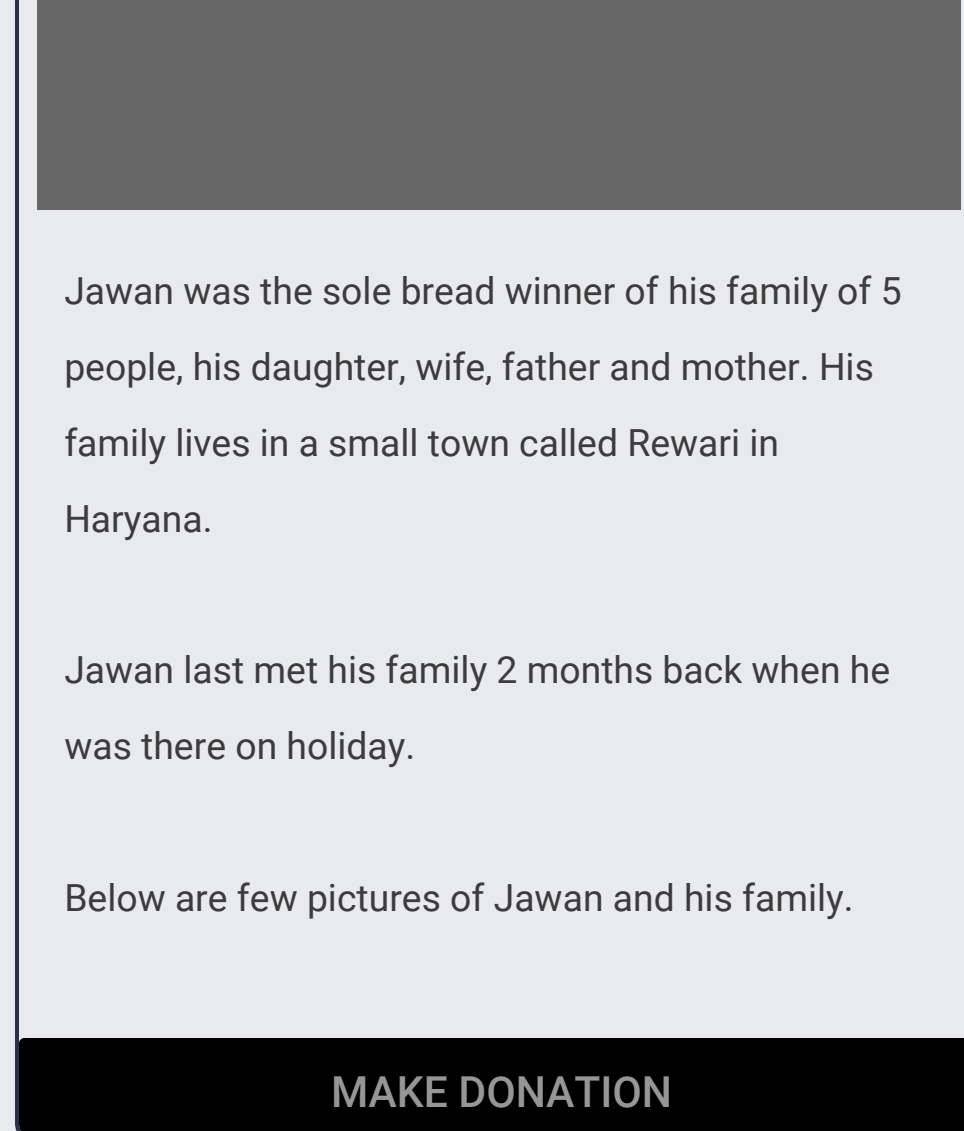 Jawan was the sole bread winner of his family of 5
people, his daughter, wife, father and mother. His
family lives in a small town called Rewari in
Haryana.
Jawan last met his family 2 months back when he
was there on holiday.
Below are few pictures of Jawan and his family.
MAKE DONATION